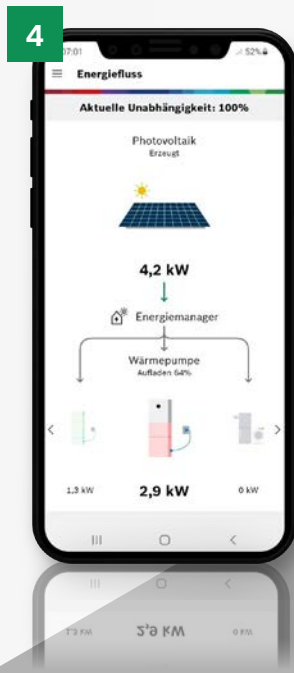 4
07:01
52%
Energiefluss
Aktuelle Unabhängigkeit: 100%
Photovoltaik
Erzeugt
4,2 kW
Energiemanager
Wärmepumpe
Aufladen 64%
1,3 kW 2,9 kW 0 kW